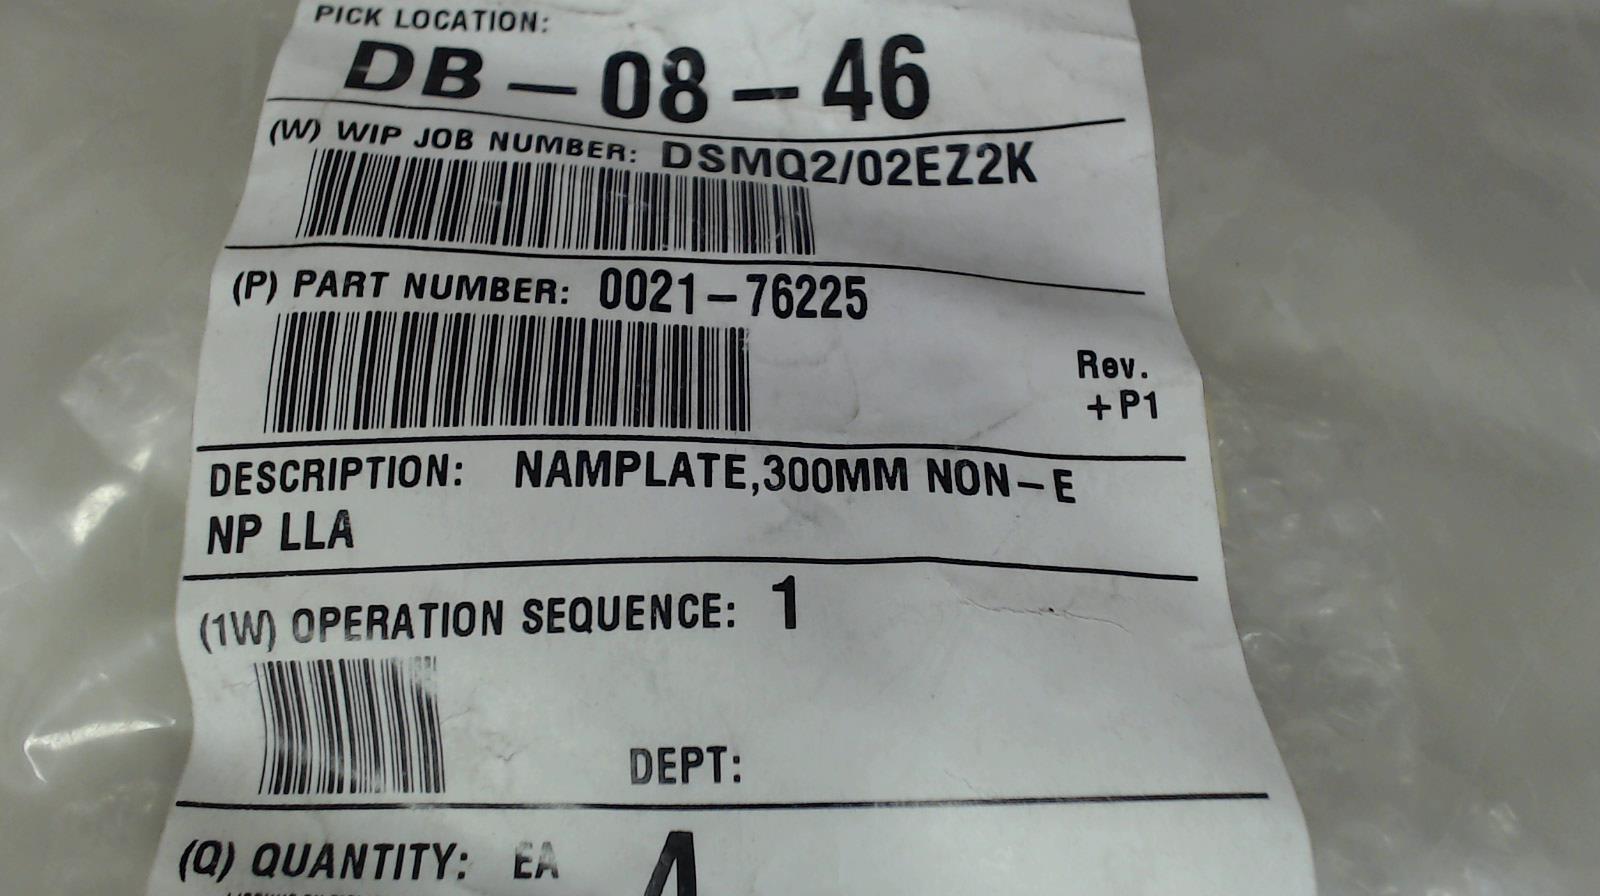 PICK LOCATION:
DB-08-46
(W) WIP JOB NUMBER: DSMQ2/02EZ2K
(P) PART NUMBER: 0021-76225
Rev.
+P1
DESCRIPTION: NAMPLATE,300MM NON-E
NP LLA
(1W) OPERATION SEQUENCE: 1
DEPT:
(Q) QUANTITY: EA